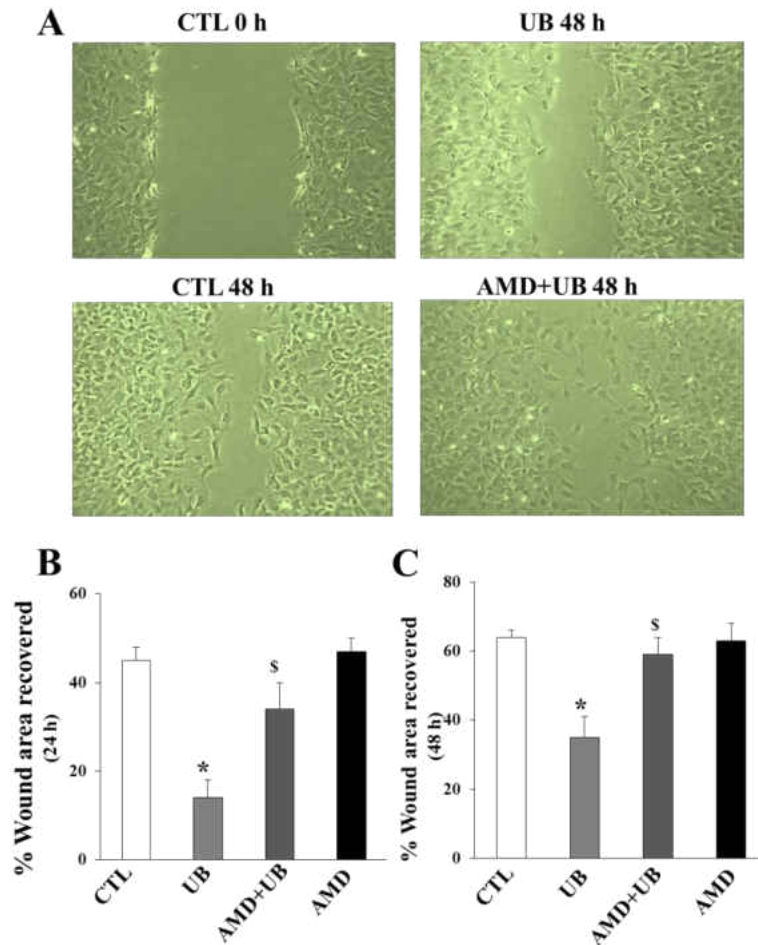 A
CTL 0 h
UB 48 h
CTL 48 h
AMD+UB 48 h
B
% Wound area recovered
(24 h)
60
40
20
0
*
$
CTL
UB
AMD+UB
AMD
C
% Wound area recovered
(48 h)
80
60
40
20
0
*
$
CTL
UB
AMD+UB
AMD